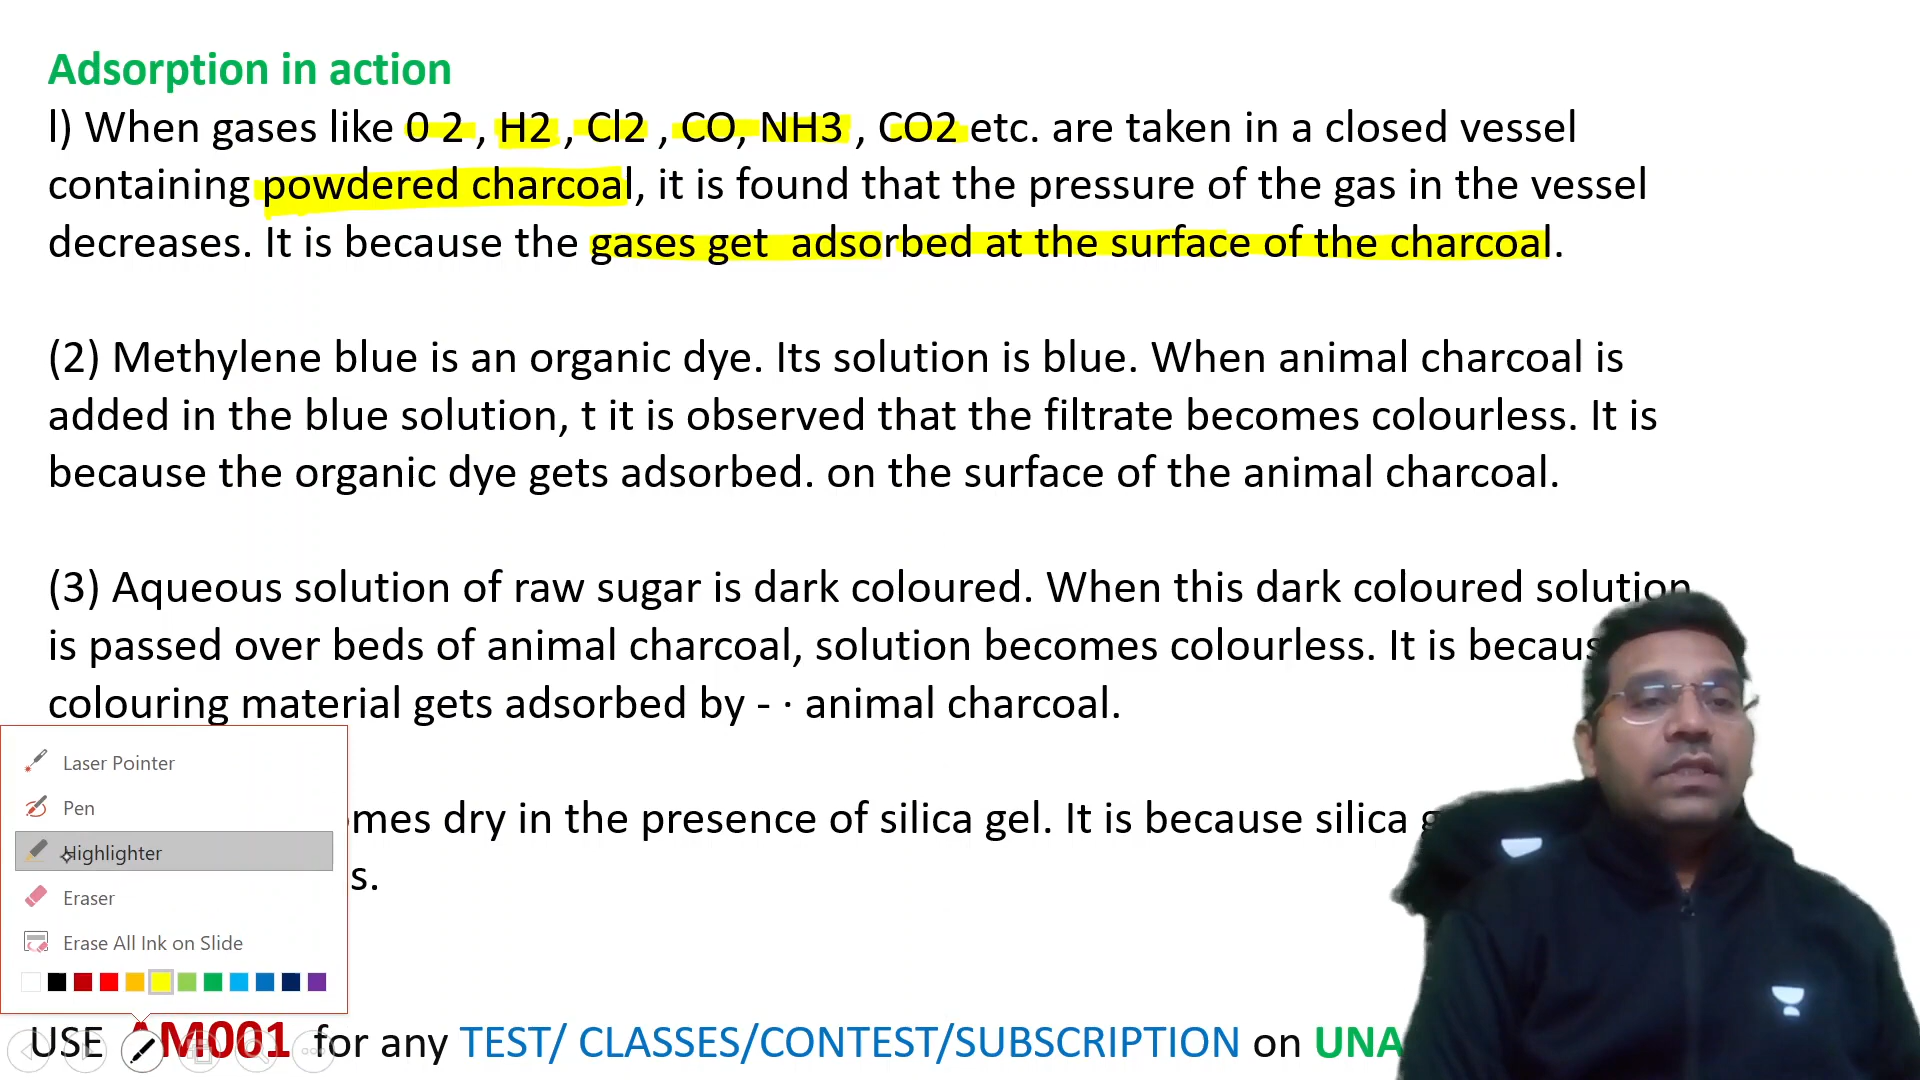 Adsorption in action
l) When gases like 0 2 , H2 , Cl2 , CO, NH3 , CO2 etc. are taken in a closed vessel
containing powdered charcoal, it is found that the pressure of the gas in the vessel
decreases. It is because the gases get adsorbed at the surface of the charcoal.
(2) Methylene blue is an organic dye. Its solution is blue. When animal charcoal is
added in the blue solution, t it is observed that the filtrate becomes colourless. It is
because the organic dye gets adsorbed. on the surface of the animal charcoal.
(3) Aqueous solution of raw sugar is dark coloured. When this dark coloured solution
is passed over beds of animal charcoal, solution becomes colourless. It is
colouring material gets adsorbed by - · animal charcoal.
dry in the presence of silica gel. It is because silica
Laser Pointer
Pen
Highlighter
Eraser
Erase All Ink on Slide
USE AM001 for any TEST/ CLASSES/CONTEST/SUBSCRIPTION on